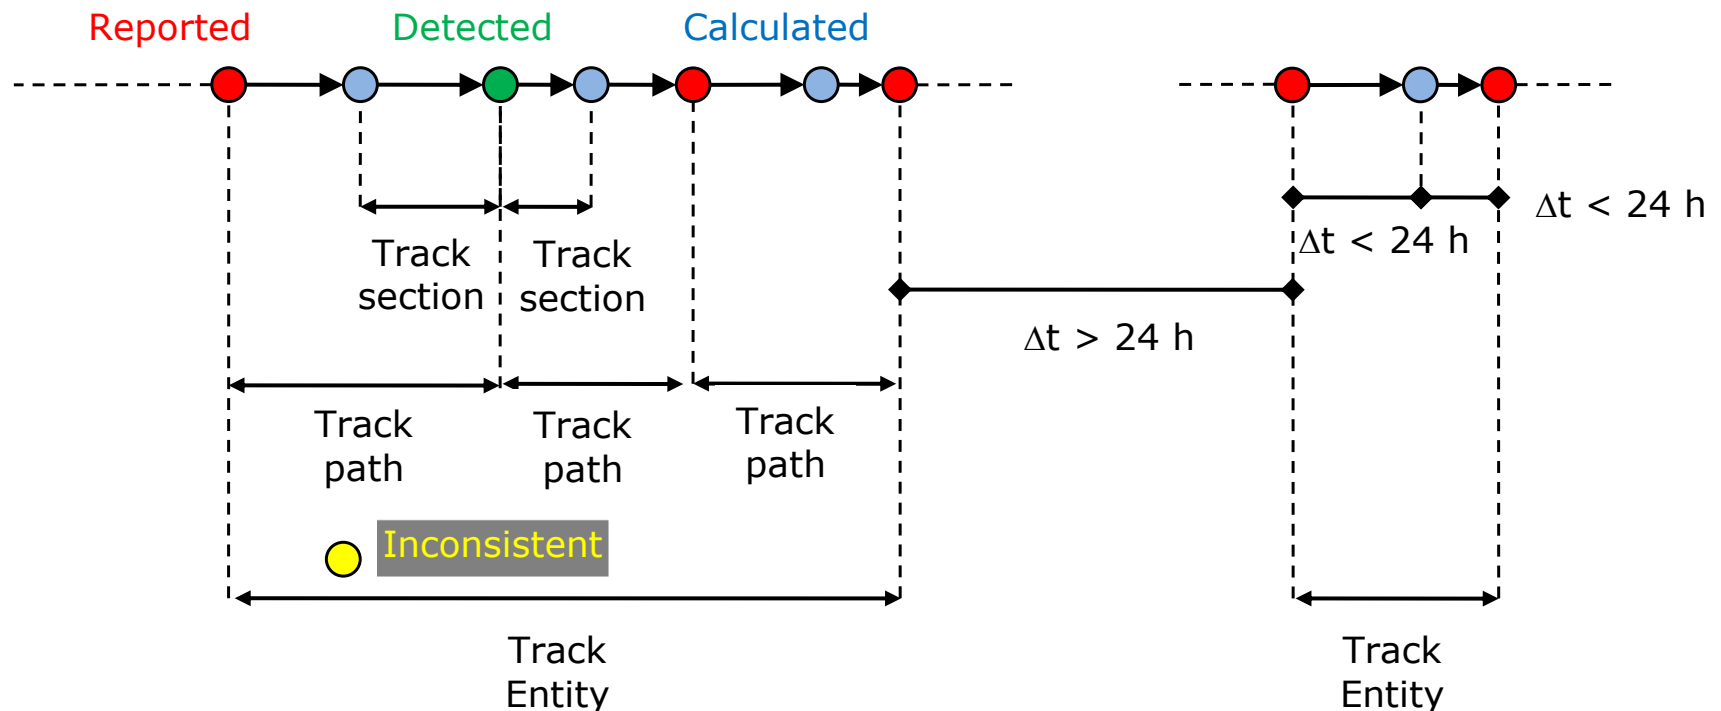 Reported
Detected
Calculated
Δt < 24 h
Δt < 24 h
Track
section
Track
section
Δt > 24 h
Track
path
Track
path
Track
path
Inconsistent
Track
Entity
Track
Entity